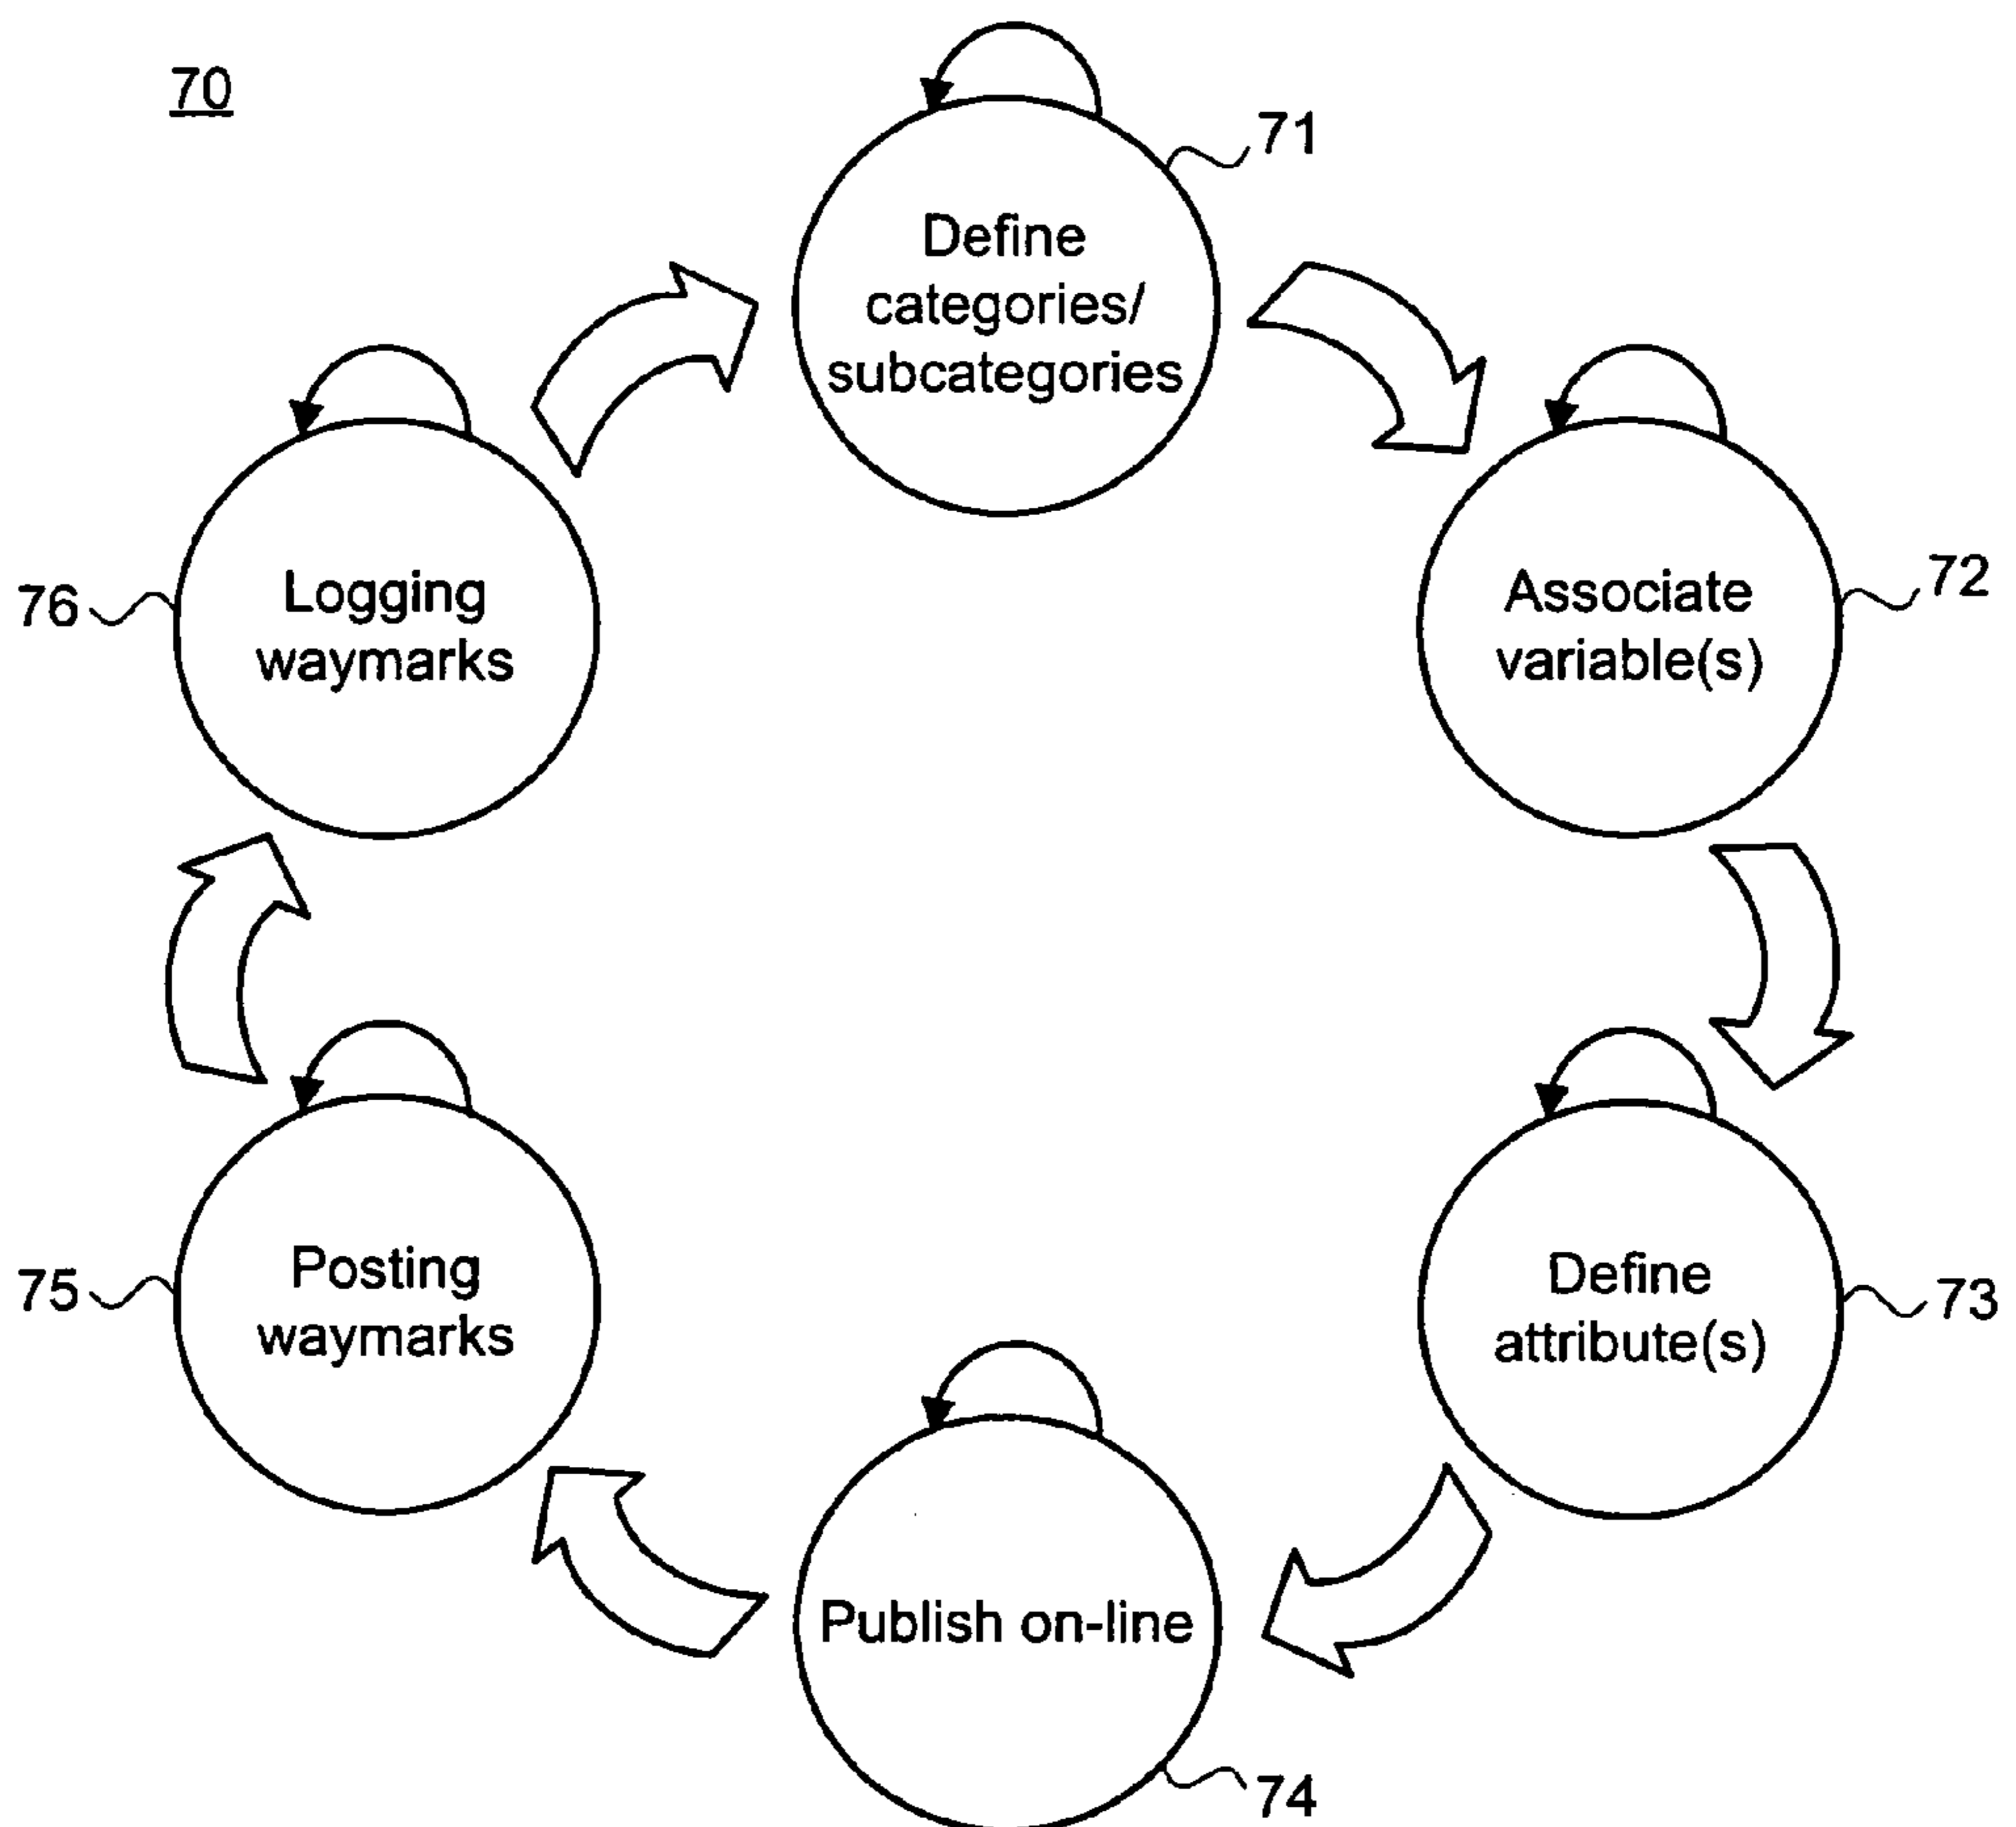 70
71
Define
categories/
subcategories
72
Associate
variable(s)
73
Define
attribute(s)
74
Publish on-line
75
Posting
waymarks
76
Logging
waymarks